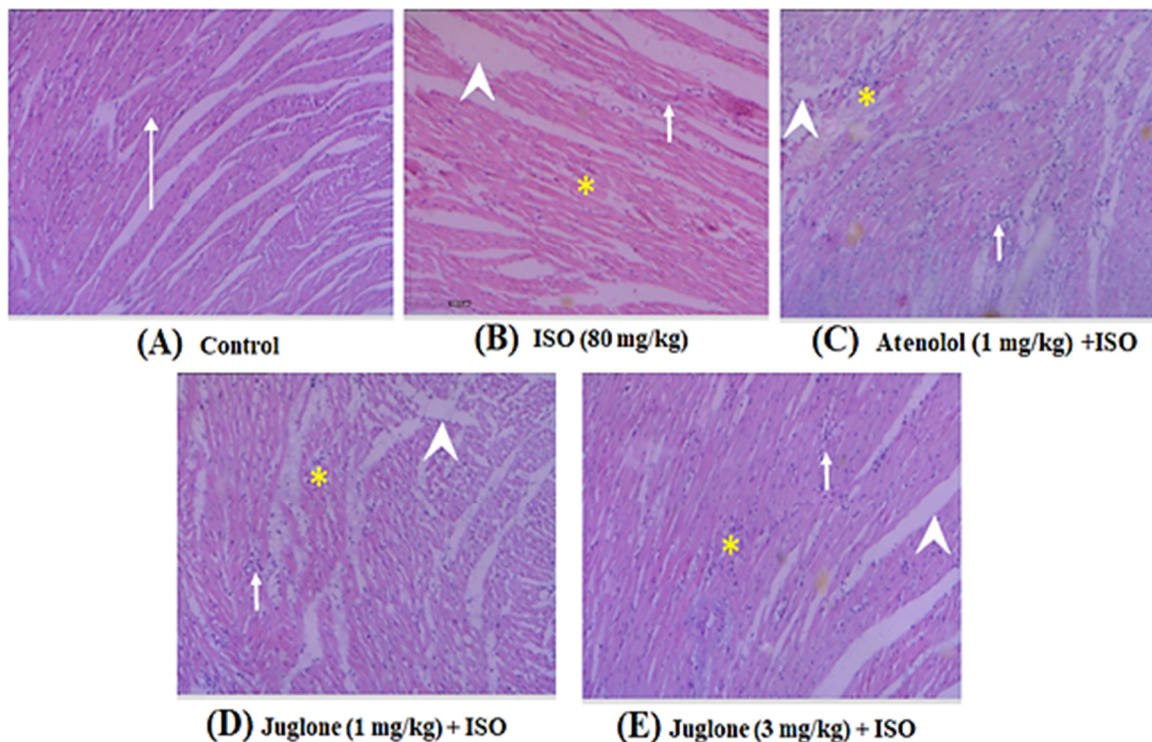 (A) Control
(B) ISO (80 mg/kg)
(C) Atenolol (1 mg/kg) +ISO
(D) Juglone (1 mg/kg) + ISO
(E) Juglone (3 mg/kg) + ISO